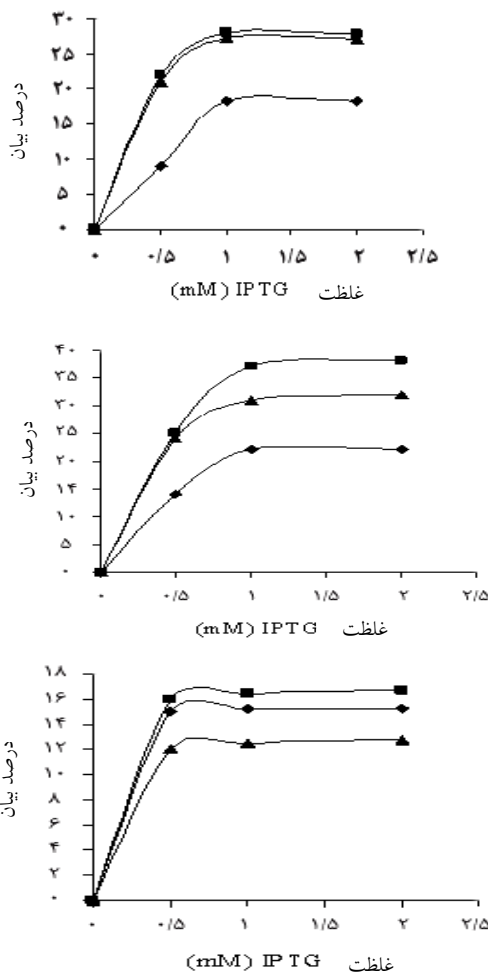 ۳۰
۲۵
۲۰
۱۵
۱۰
۵
۰
درصد بیان
۰ ۰/۵ ۱ ۱/۵ ۲ ۲/۵
غلظت IPTG (mM)
۴۰
۳۵
۳۰
۲۵
۲۰
۱۴
۱۰
۵
۰
درصد بیان
۰ ۰/۵ ۱ ۱/۵ ۲ ۲/۵
غلظت IPTG (mM)
۱۸
۱۶
۱۴
۱۲
۱۰
۸
۶
۴
۲
۰
درصد بیان
۰ ۰/۵ ۱ ۱/۵ ۲ ۲/۵
غلظت IPTG (mM)